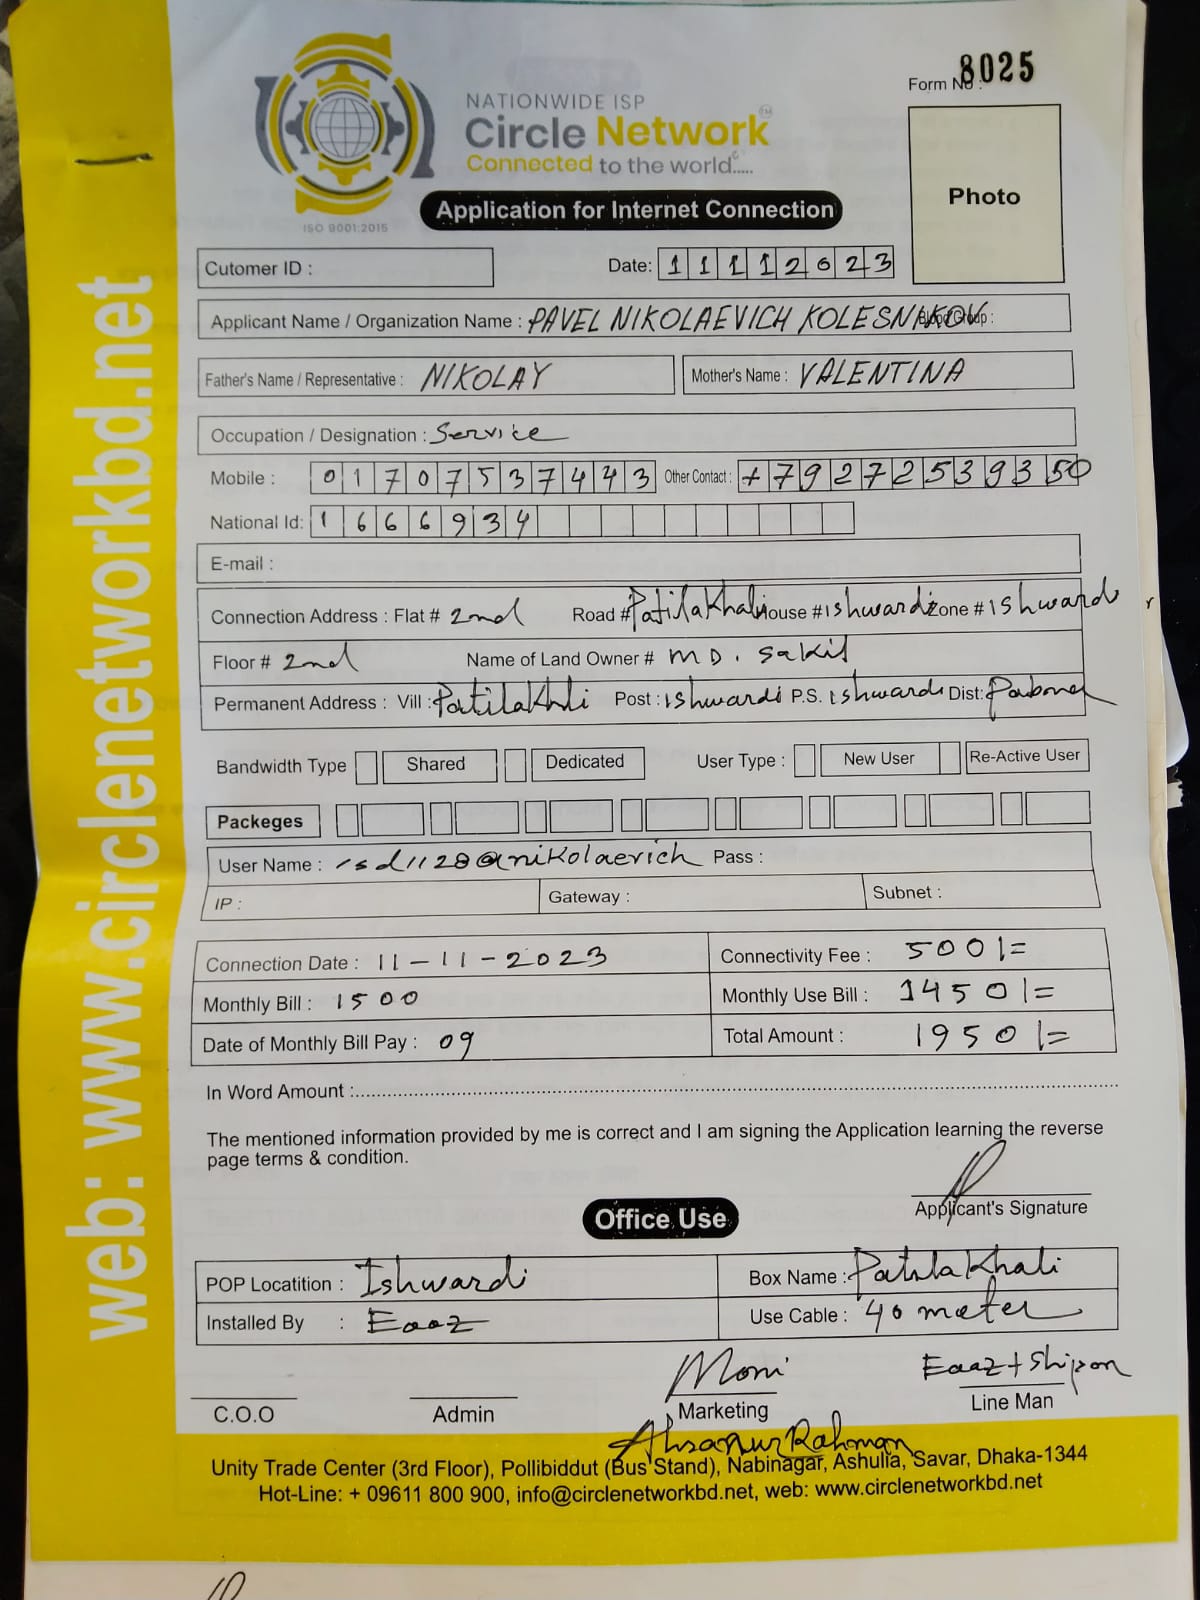 Form No : 8025
NATIONWIDE ISP
Circle Network TM
Connected to the world.....
ISO 9001:2015
Application for Internet Connection
Photo
Cutomer ID :
Date: 11112023
Applicant Name / Organization Name : PAVEL NIKOLAEVICH KOLESNIKOV Blood Group :
Father's Name / Representative : NIKOLAY Mother's Name : VALENTINA
Occupation / Designation : Service
Mobile : 01707537443 Other Contact : +792725393 50
National Id: 1666934
E-mail :
Connection Address : Flat # 2nd Road # Patilakhali House # ishwardi Zone # ishwardi
Floor # 2nd Name of Land Owner # MD. Sakil
Permanent Address : Vill : Patilakhli Post : ishwardi P.S. ishwardi Dist: Pabona
Bandwidth Type Shared Dedicated User Type : New User Re-Active User
Packeges
User Name : isd1128@nikolaevich Pass :
IP : Gateway : Subnet :
Connection Date : 11-11-2023 Connectivity Fee : 500/=
Monthly Bill : 1500 Monthly Use Bill : 1450/=
Date of Monthly Bill Pay : 09 Total Amount : 1950/=
In Word Amount :
The mentioned information provided by me is correct and I am signing the Application learning the reverse
page terms & condition.
Applicant's Signature
Office Use
POP Locatition : Ishwardi Box Name : Patilakhali
Installed By : Eaaz Use Cable : 40 meter
Moni Eaaz+Shipon
C.O.O Admin Marketing Line Man
Ahsanur Rahman
Unity Trade Center (3rd Floor), Pollibiddut (Bus Stand), Nabinagar, Ashulia, Savar, Dhaka-1344
Hot-Line: + 09611 800 900, info@circlenetworkbd.net, web: www.circlenetworkbd.net
web: www.circlenetworkbd.net